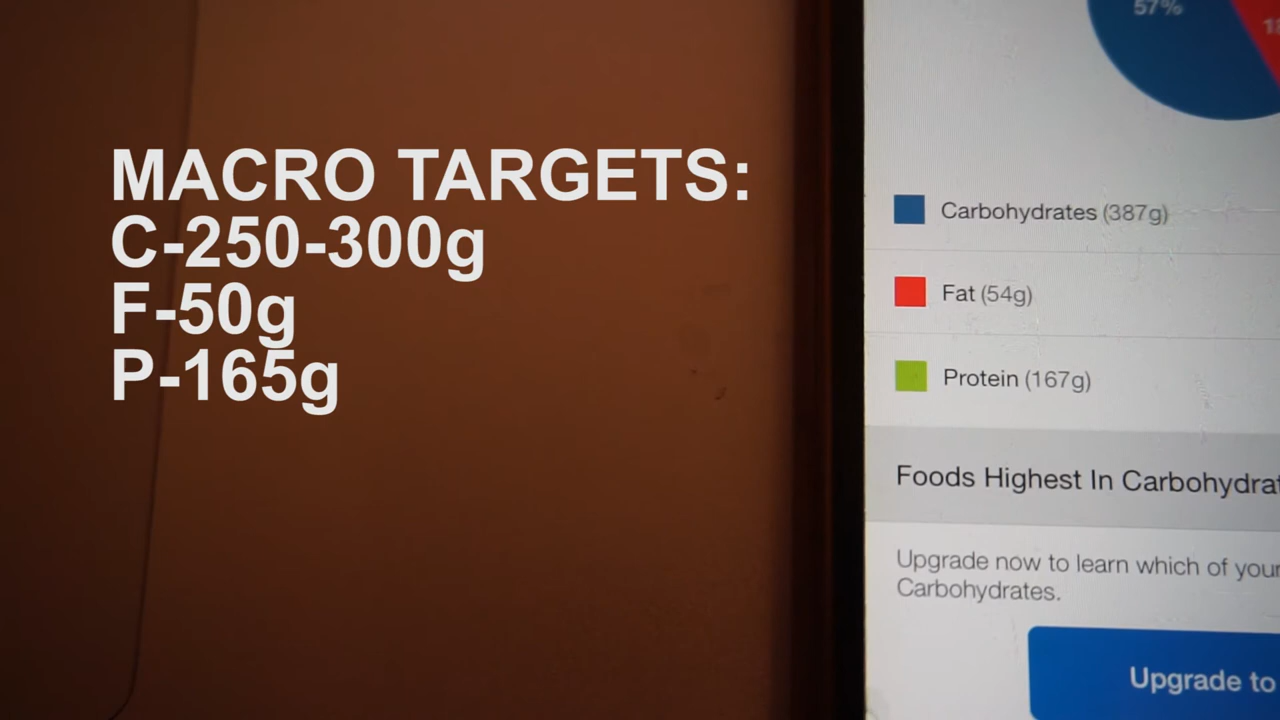 MACRO TARGETS:
C-250-300g
F-50g
P-165g
57%
Carbohydrates (387g)
Fat (54g)
Protein (167g)
Foods Highest In
Upgrade now to learn which of your
Carbohydrates.
Upgrade to